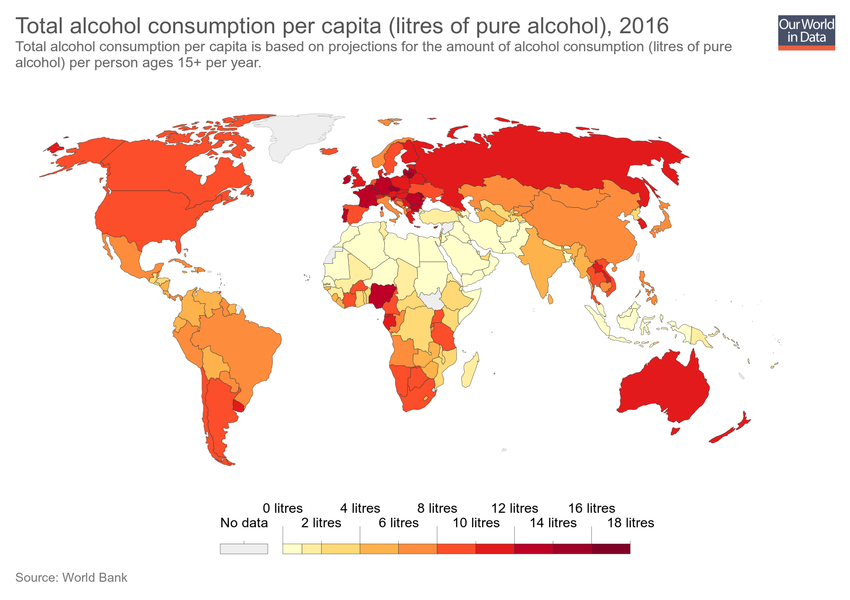 Total alcohol consumption per capita (litres of pure alcohol), 2016
Total alcohol consumption per capita is based on projections for the amount of alcohol consumption (litres of pure
alcohol) per person ages 15+ per year.
Our World
in Data
0 litres 4 litres 8 litres 12 litres 16 litres
No data 2 litres 6 litres 10 litres 14 litres 18 litres
Source: World Bank